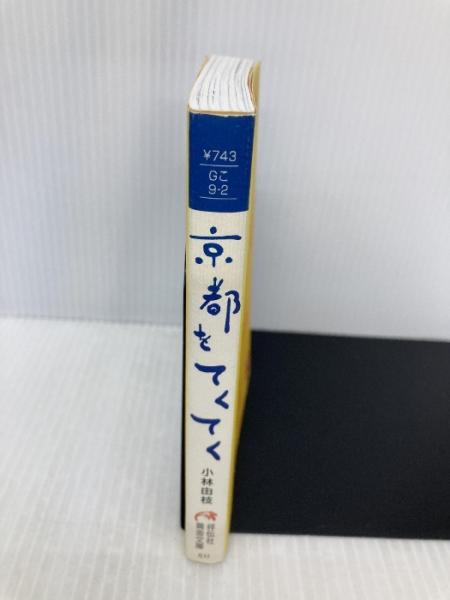 ¥743
Gこ
9-2
京都をてくてく
小林由枝
祥伝社
黄金文庫